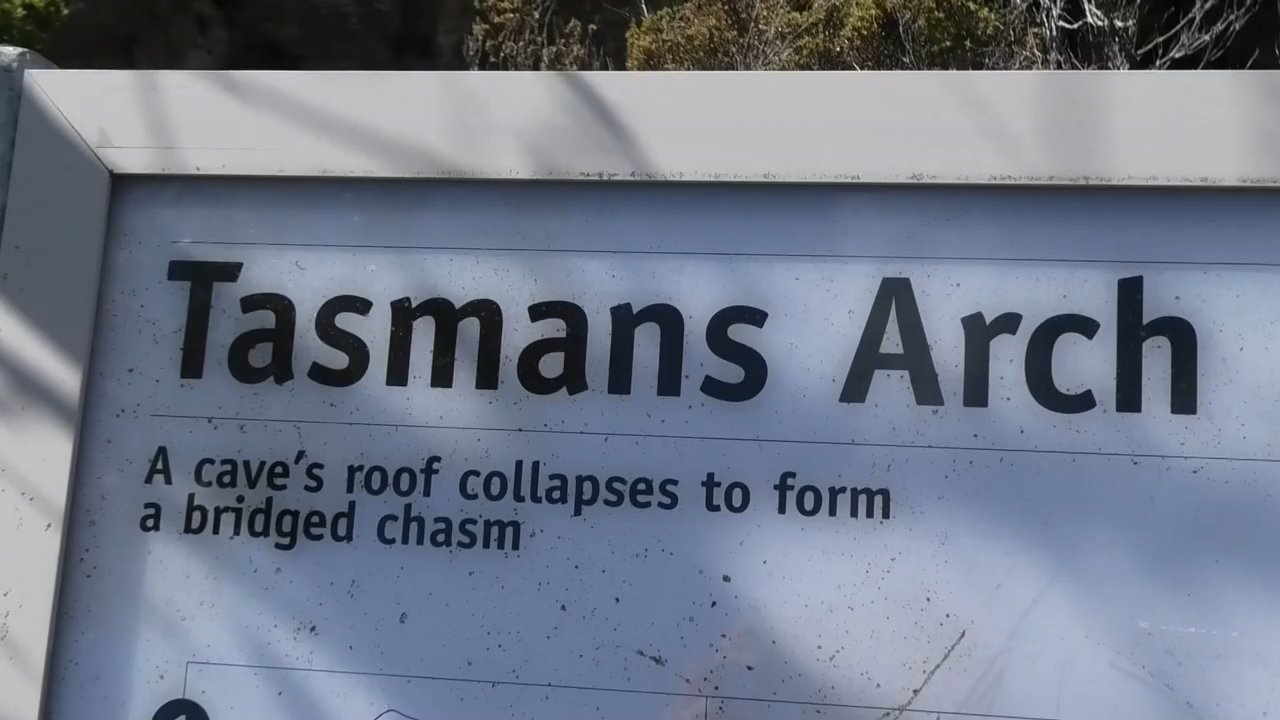 Tasmans Arch
A cave's roof collapses to form
a bridged chasm